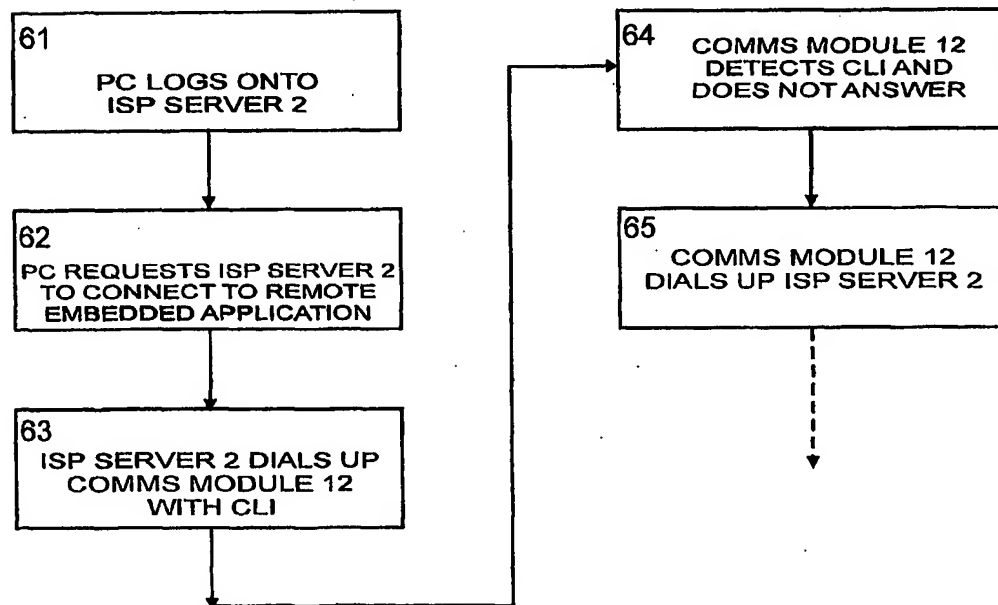 61
PC LOGS ONTO
ISP SERVER 2
62
PC REQUESTS ISP SERVER 2
TO CONNECT TO REMOTE
EMBEDDED APPLICATION
63
ISP SERVER 2 DIALS UP
COMMS MODULE 12
WITH CLI
64
COMMS MODULE 12
DETECTS CLI AND
DOES NOT ANSWER
65
COMMS MODULE 12
DIALS UP ISP SERVER 2